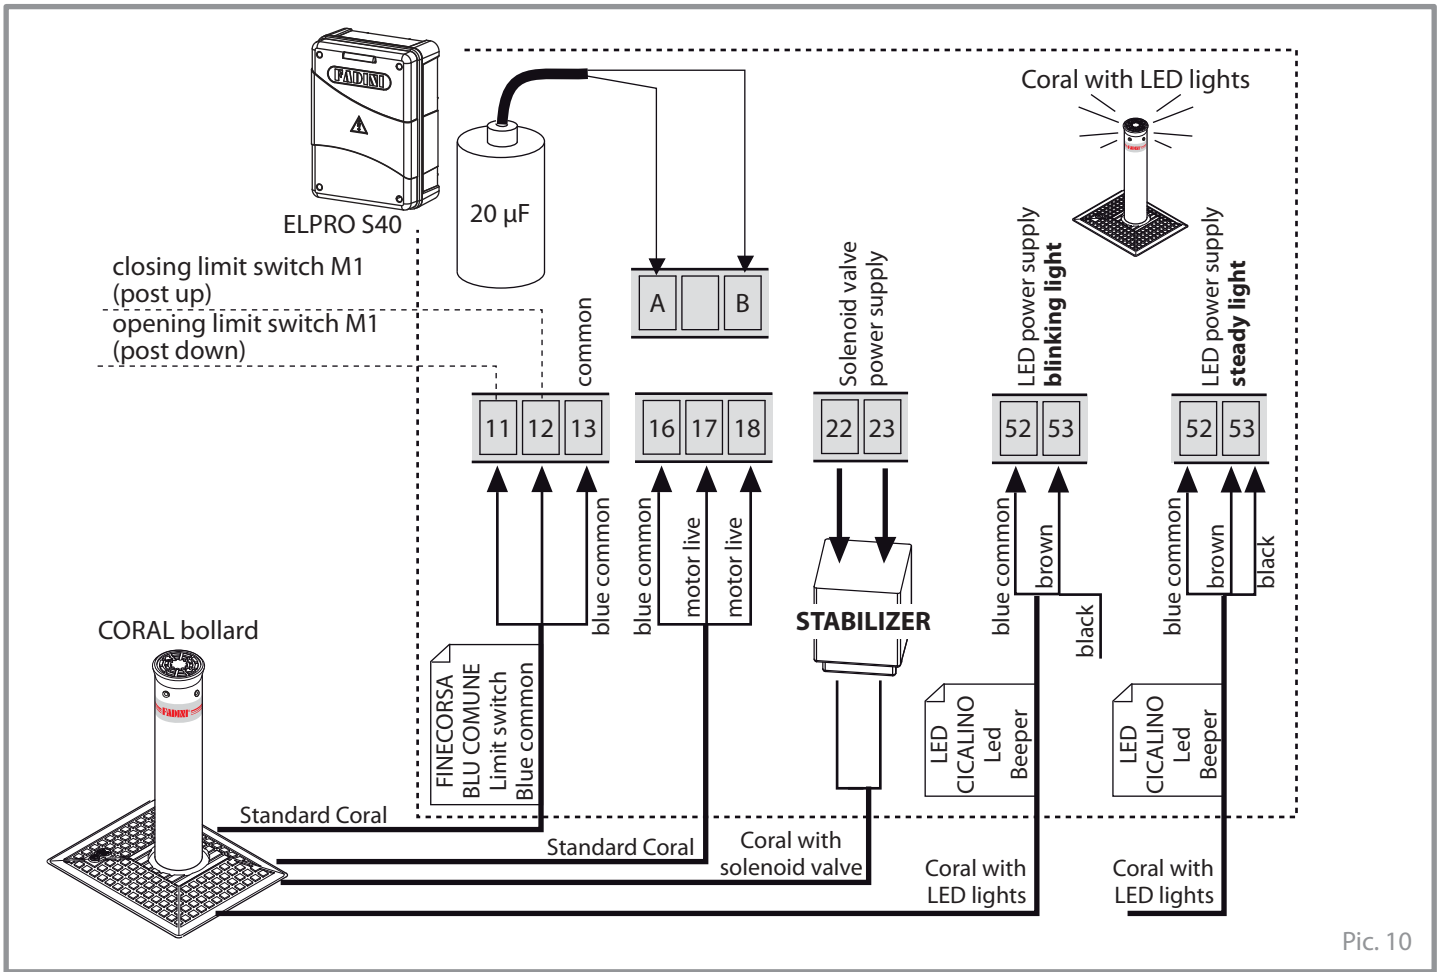 FADINI
ELPRO S40
20 µF
Coral with LED lights
closing limit switch M1
(post up)
opening limit switch M1
(post down)
A
B
common
Solenoid valve
power supply
LED power supply
blinking light
LED power supply
steady light
11
12
13
16
17
18
22
23
52
53
52
53
blue common
blue common
motor live
motor live
blue common
brown
black
blue common
brown
black
STABILIZER
CORAL bollard
FADINI
FINECORSA
BLU COMUNE
Limit switch
Blue common
LED
CICALINO
Led
Beeper
LED
CICALINO
Led
Beeper
Standard Coral
Standard Coral
Coral with
solenoid valve
Coral with
LED lights
Coral with
LED lights
Pic. 10